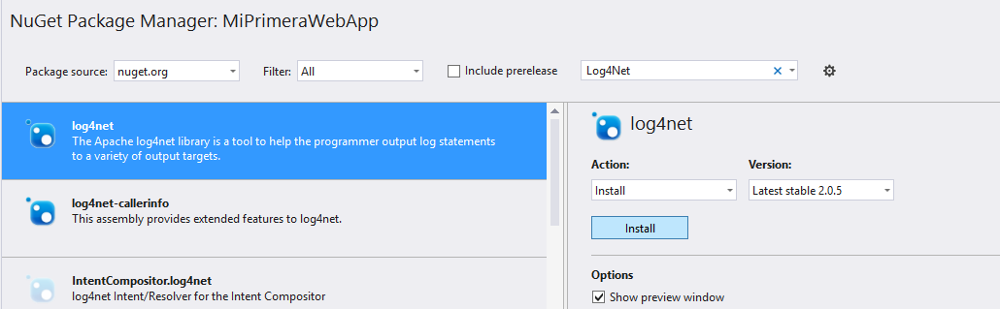 NuGet Package Manager: MiPrimeraWebApp
Package source: nuget.org Filter: All Include prerelease Log4Net
log4net
The Apache log4net library is a tool to help the programmer output log statements
to a variety of output targets.
log4net-callerinfo
This assembly provides extended features to log4net.
IntentCompositor.log4net
log4net Intent/Resolver for the Intent Compositor
log4net
Action: Version:
Install Latest stable 2.0.5
Install
Options
Show preview window